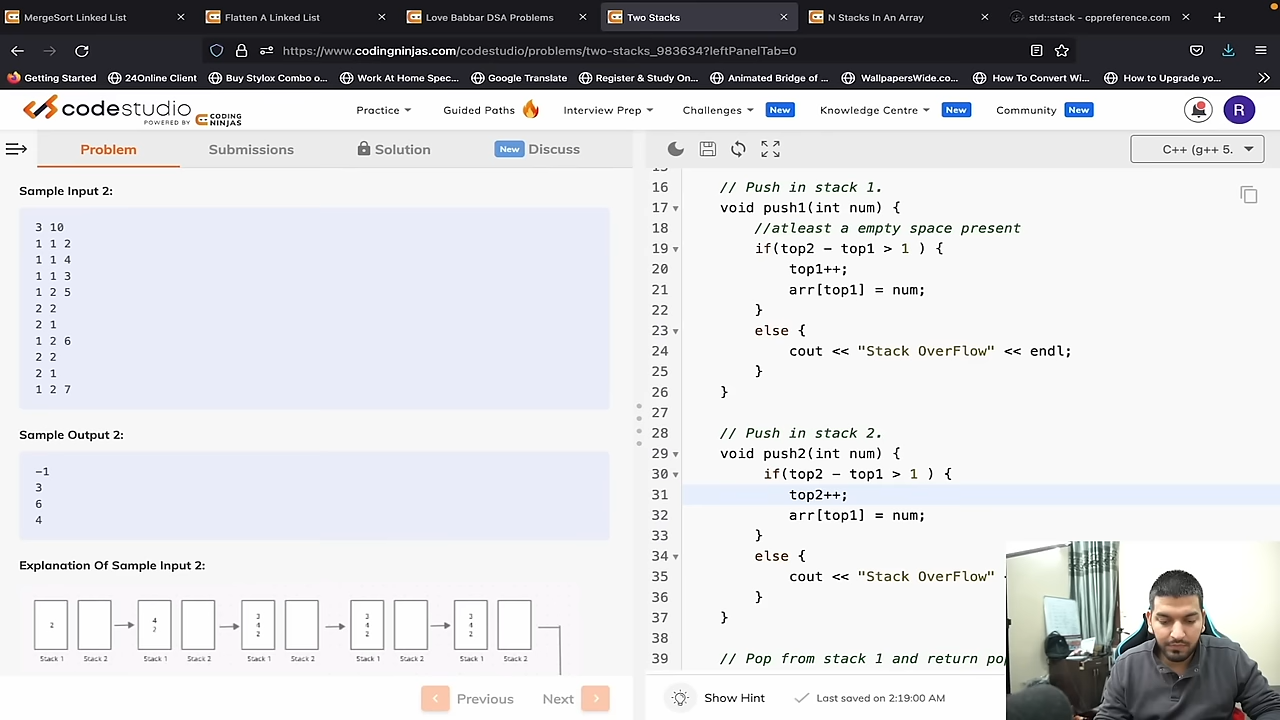 MergeSort Linked List
Flatten A Linked List
Love Babbar DSA Problems
Two Stacks
N Stacks In An Array
std::stack - cppreference.com
https://www.codingninjas.com/codestudio/problems/two-stacks_983634?leftPanelTab=0
Getting Started
24Online Client
Buy Stylox Combo o...
Work At Home Spec...
Google Translate
Register & Study On...
Animated Bridge of ...
WallpapersWide.co...
How To Convert Wi...
How to Upgrade yo...
codestudio
POWERED BY CODING NINJAS
Practice
Guided Paths
Interview Prep
Challenges New
Knowledge Centre New
Community New
R
Problem
Submissions
Solution
New Discuss
C++ (g++ 5.
Sample Input 2:
3 10
1 1 2
1 1 4
1 1 3
1 2 5
2 2
2 1
1 2 6
2 2
2 1
1 2 7
Sample Output 2:
-1
3
6
4
Explanation Of Sample Input 2:
2
4
2
3
4
2
3
4
2
3
4
2
Stack 1 Stack 2 Stack 1 Stack 2 Stack 1 Stack 2 Stack 1 Stack 2 Stack 1 Stack 2
Previous
Next
16 // Push in stack 1.
17 void push1(int num) {
18 //atleast a empty space present
19 if(top2 - top1 > 1 ) {
20 top1++;
21 arr[top1] = num;
22 }
23 else {
24 cout << "Stack OverFlow" << endl;
25 }
26 }
27
28 // Push in stack 2.
29 void push2(int num) {
30 if(top2 - top1 > 1 ) {
31 top2++;
32 arr[top1] = num;
33 }
34 else {
35 cout << "Stack OverFlow"
36 }
37 }
38
39 // Pop from stack 1 and return
Show Hint
Last saved on 2:19:00 AM